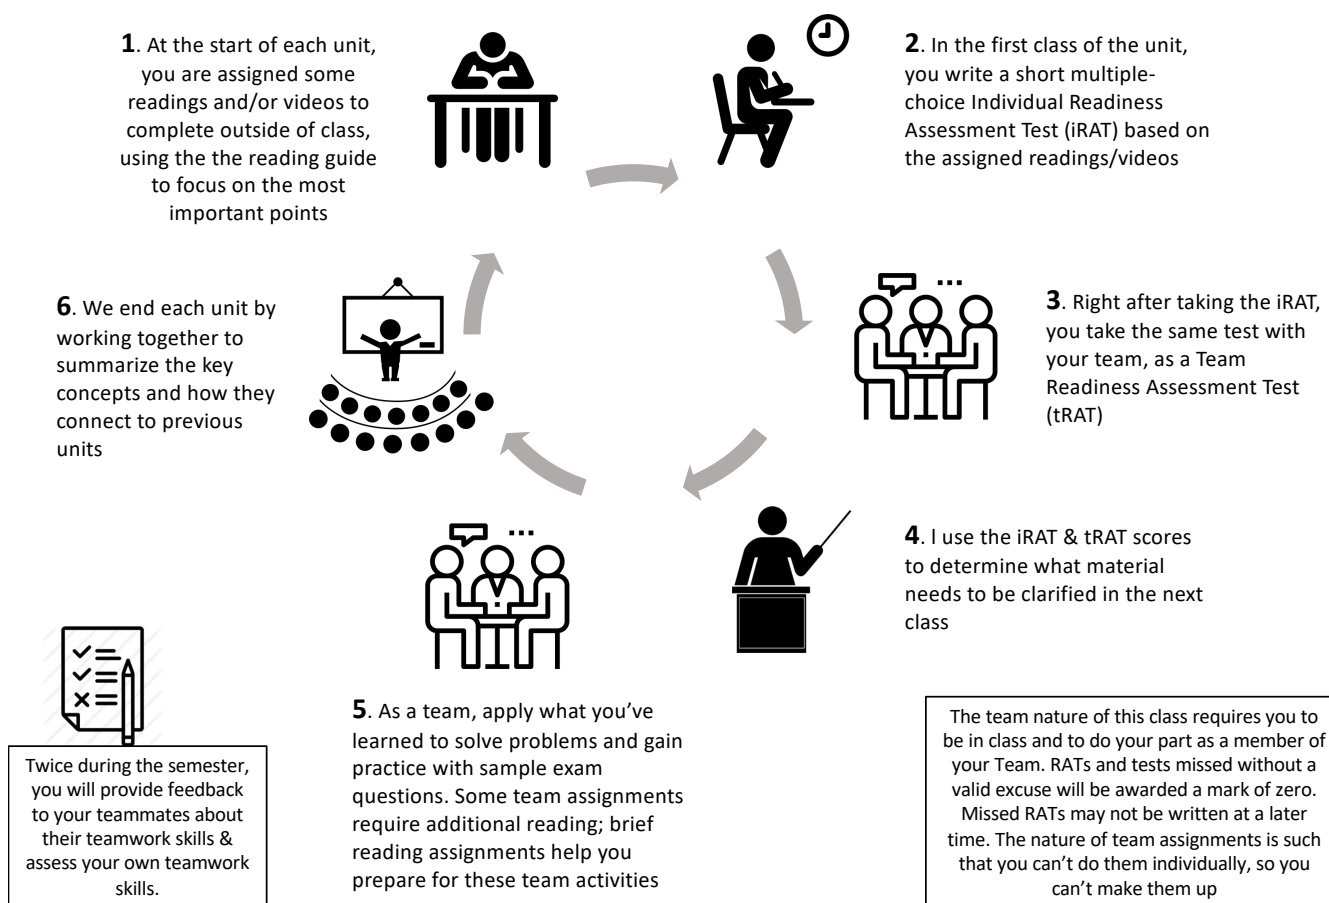 1. At the start of each unit,
you are assigned some
readings and/or videos to
complete outside of class,
using the the reading guide
to focus on the most
important points
2. In the first class of the unit,
you write a short multiple-
choice Individual Readiness
Assessment Test (iRAT) based on
the assigned readings/videos
3. Right after taking the iRAT,
you take the same test with
your team, as a Team
Readiness Assessment Test
(tRAT)
4. I use the iRAT & tRAT scores
to determine what material
needs to be clarified in the next
class
5. As a team, apply what you’ve
learned to solve problems and gain
practice with sample exam
questions. Some team assignments
require additional reading; brief
reading assignments help you
prepare for these team activities
6. We end each unit by
working together to
summarize the key
concepts and how they
connect to previous
units
Twice during the semester,
you will provide feedback
to your teammates about
their teamwork skills &
assess your own teamwork
skills.
The team nature of this class requires you to
be in class and to do your part as a member of
your Team. RATs and tests missed without a
valid excuse will be awarded a mark of zero.
Missed RATs may not be written at a later
time. The nature of team assignments is such
that you can’t do them individually, so you
can’t make them up